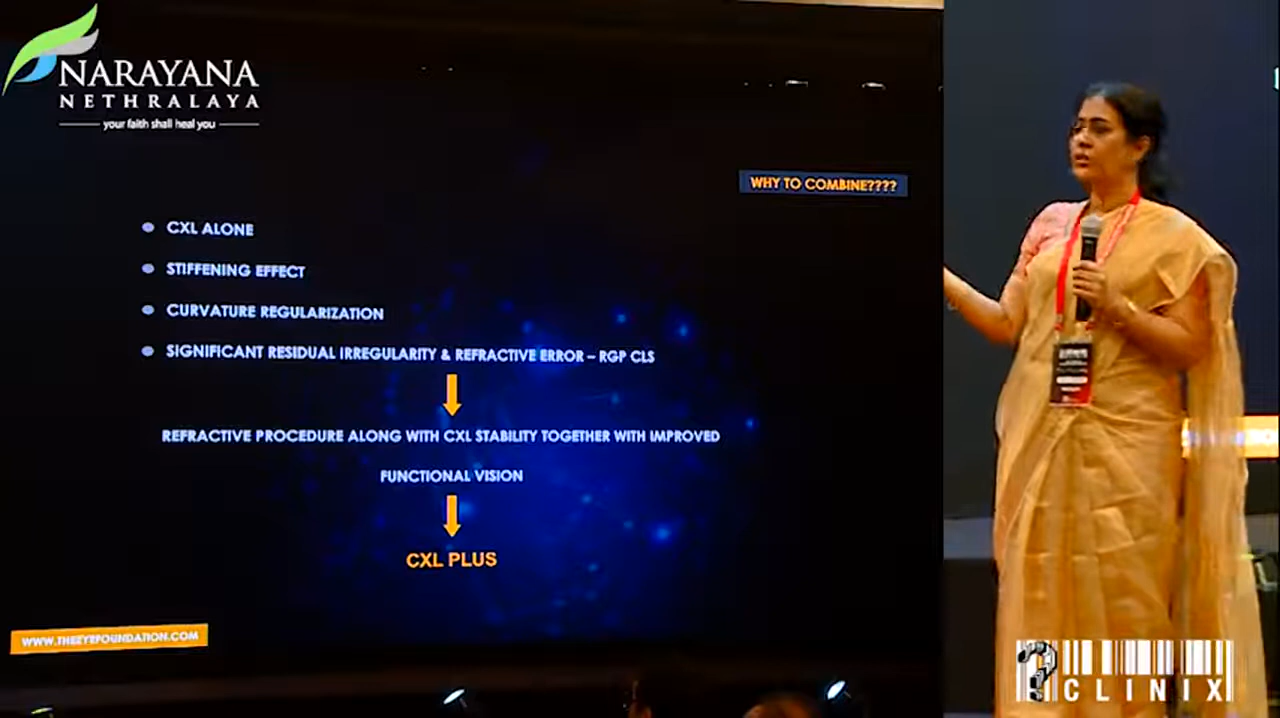 NARAYANA
NETHRALAYA
your faith shall heal you
WHY TO COMBINE????
CXL ALONE
STIFFENING EFFECT
CURVATURE REGULARIZATION
SIGNIFICANT RESIDUAL IRREGULARITY & REFRACTIVE ERROR – RGP CLS
REFRACTIVE PROCEDURE ALONG WITH CXL STABILITY TOGETHER WITH IMPROVED
FUNCTIONAL VISION
CXL PLUS
WWW.THEEYEFOUNDATION.COM
? CLINIX